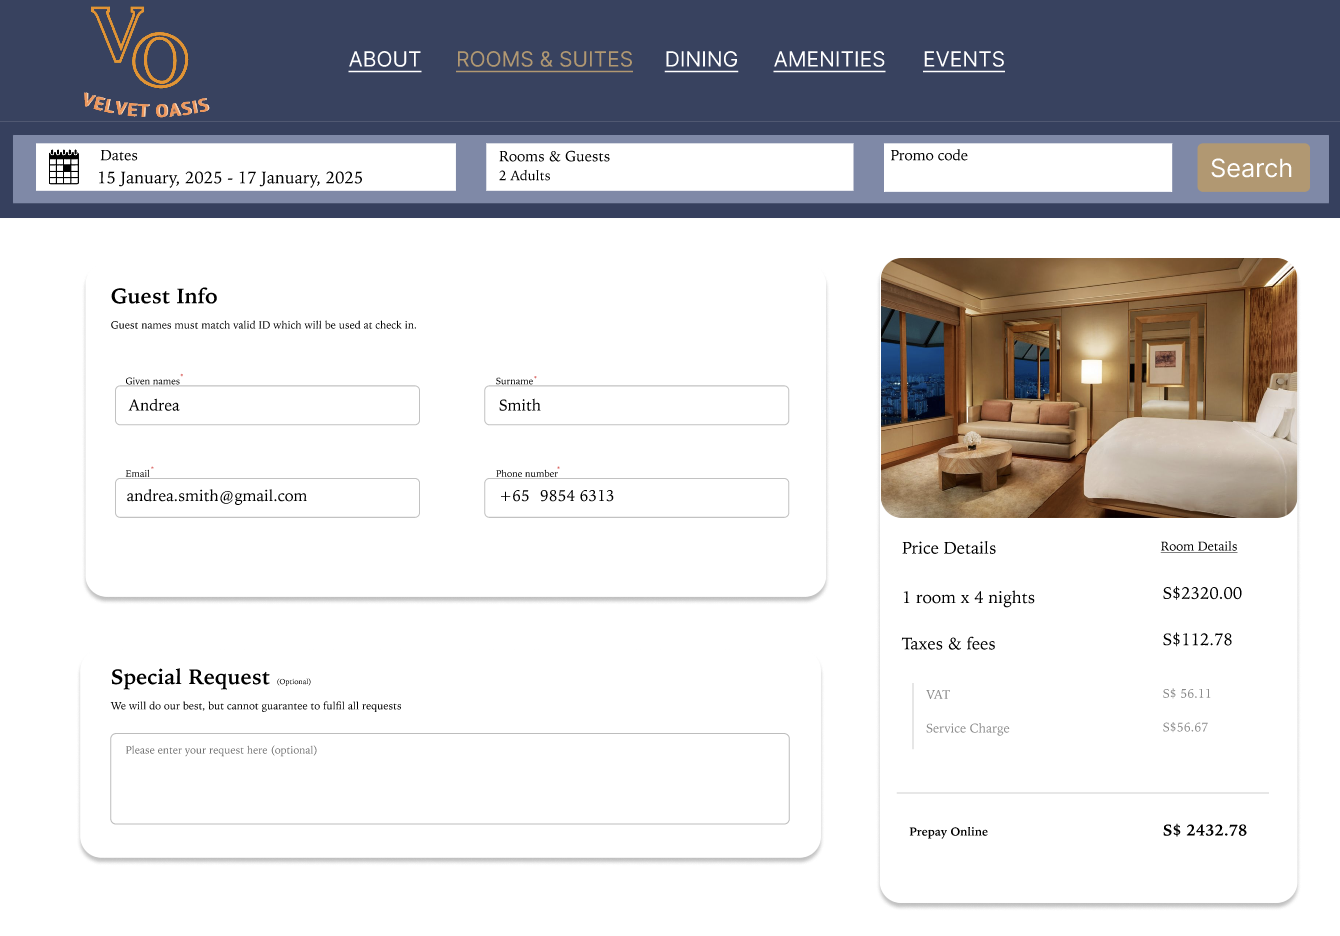 VO
VELVET OASIS
ABOUT ROOMS & SUITES DINING AMENITIES EVENTS
Dates
15 January, 2025 - 17 January, 2025
Rooms & Guests
2 Adults
Promo code
Search
Guest Info
Guest names must match valid ID which will be used at check in.
Given names*
Andrea
Surname*
Smith
Email*
andrea.smith@gmail.com
Phone number*
+65 9854 6313
Special Request (Optional)
We will do our best, but cannot guarantee to fulfil all requests
Please enter your request here (optional)
Price Details Room Details
1 room x 4 nights S$2320.00
Taxes & fees S$112.78
VAT S$ 56.11
Service Charge S$56.67
Prepay Online S$ 2432.78